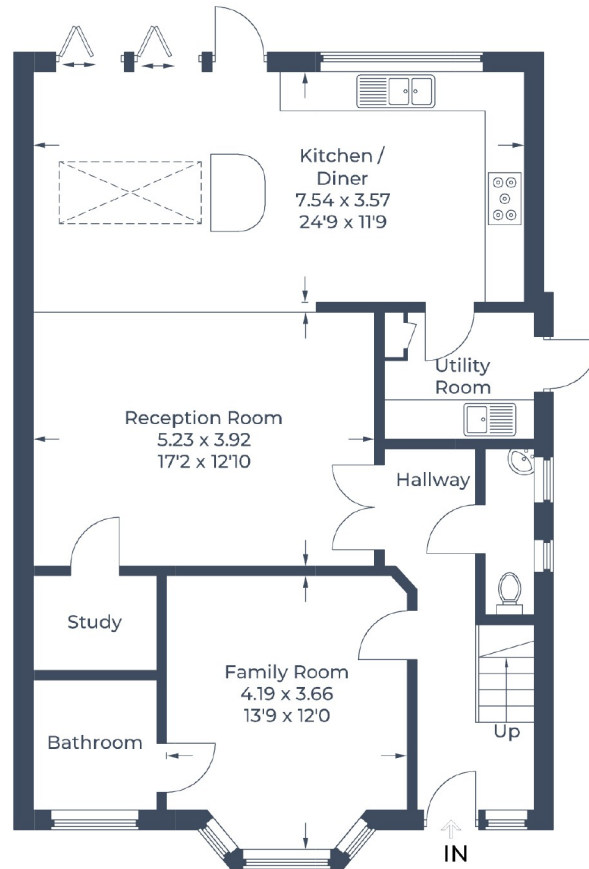 Kitchen /
Diner
7.54 x 3.57
24'9 x 11'9
Utility
Room
Reception Room
5.23 x 3.92
17'2 x 12'10
Hallway
Study
Family Room
4.19 x 3.66
13'9 x 12'0
Bathroom
Up
IN